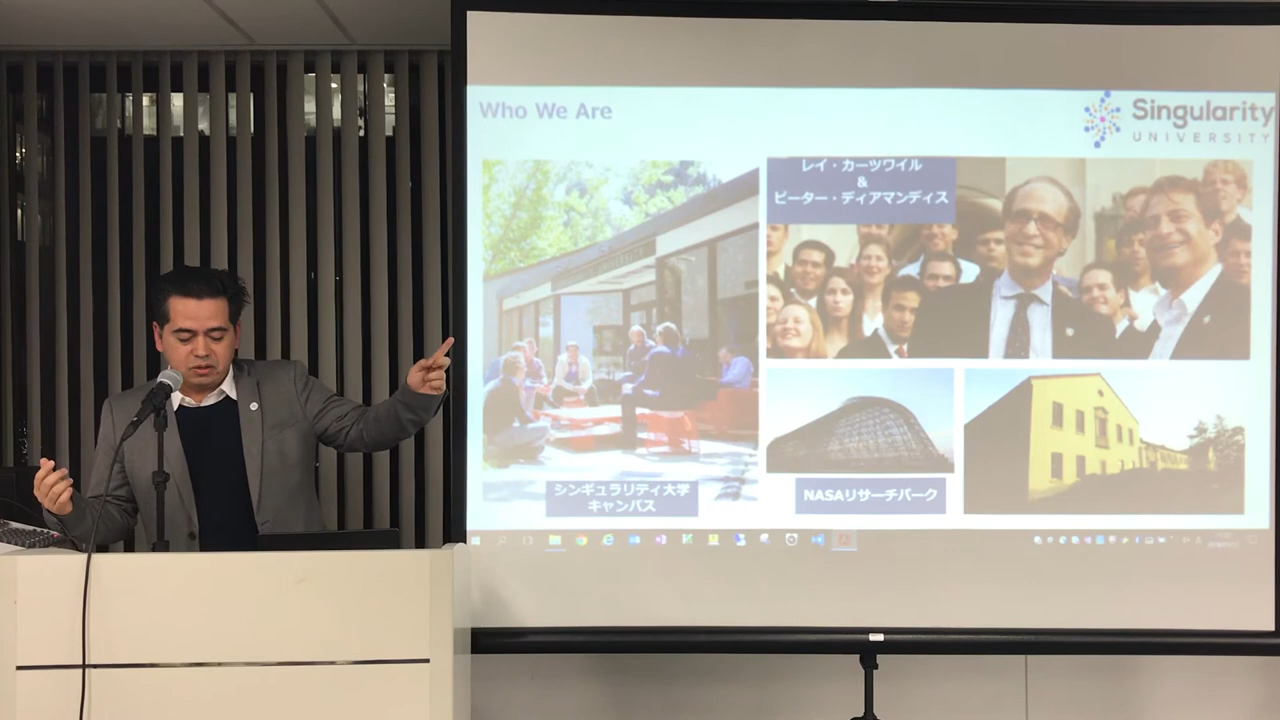 Who We Are
Singularity
UNIVERSITY
レイ・カーツワイル
&
ピーター・ディアマンディス
シンギュラリティ大学
キャンパス
NASAリサーチパーク